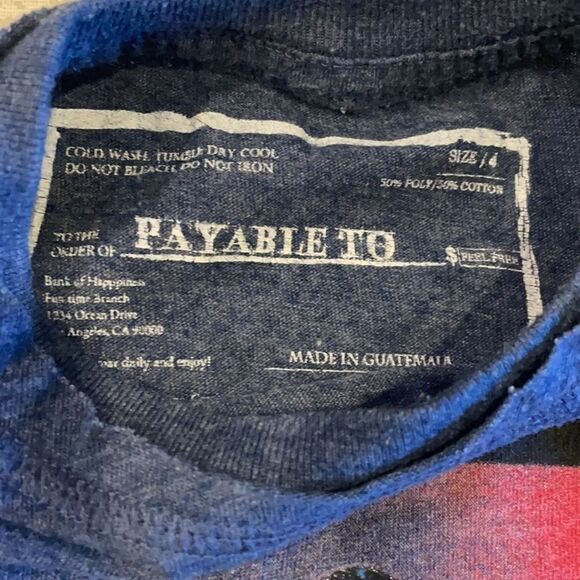 COLD WASH. TUMBLE DRY COOL
DO NOT BLEACH. DO NOT IRON
SIZE / 4
50% POLY/50% COTTON
TO THE
ORDER OF
PAYABLE TO
$ FEEL FREE
Bank of Happiness
Fun time Branch
1234 Ocean Drive
Angeles, CA 90000
daily and enjoy!
MADE IN GUATEMALA